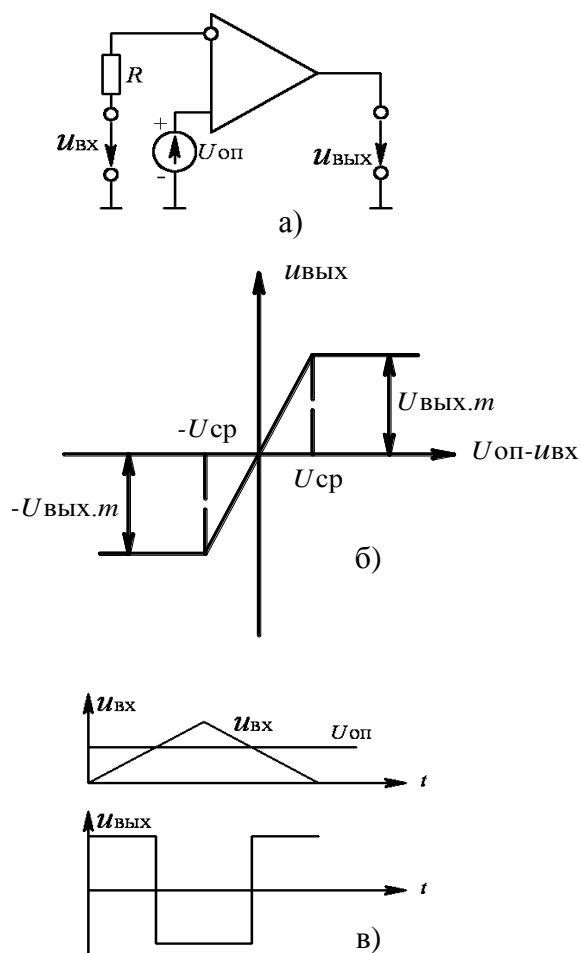 R
+
uвх
Uоп
-
uвых
а)
uвых
Uвых.m
-Uср
Uоп-uвх
Uср
-Uвых.m
б)
uвх
uвх
Uоп
t
uвых
t
в)